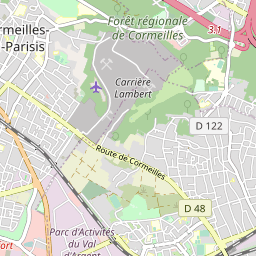 Forêt régionale
de Cormeilles
3.1
rmeilles-
-Parisis
Carrière
Lambert
D 122
Route de Cormeilles
D 48
Parc d'Activités
du Val
d'Argent
fort